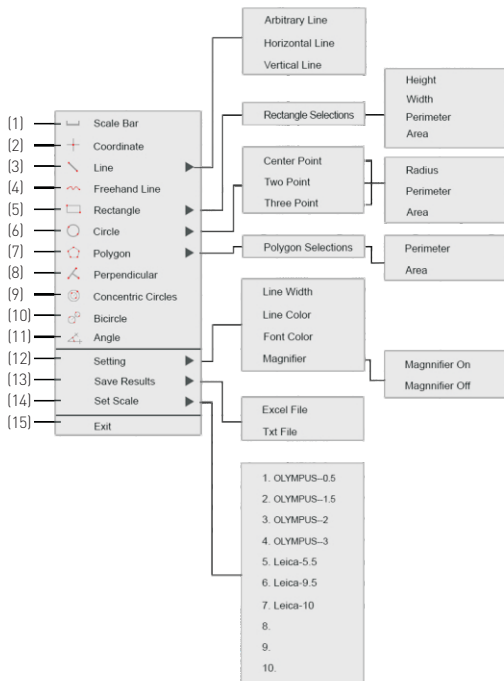 (1) Scale Bar
(2) Coordinate
(3) Line
(4) Freehand Line
(5) Rectangle
(6) Circle
(7) Polygon
(8) Perpendicular
(9) Concentric Circles
(10) Bicircle
(11) Angle
(12) Setting
(13) Save Results
(14) Set Scale
(15) Exit
Arbitrary Line
Horizontal Line
Vertical Line
Rectangle Selections
Height
Width
Perimeter
Area
Center Point
Two Point
Three Point
Radius
Perimeter
Area
Polygon Selections
Perimeter
Area
Line Width
Line Color
Font Color
Magnifier
Magnnifier On
Magnnifier Off
Excel File
Txt File
1. OLYMPUS--0.5
2. OLYMPUS--1.5
3. OLYMPUS--2
4. OLYMPUS--3
5. Leica-5.5
6. Leica-9.5
7. Leica-10
8.
9.
10.